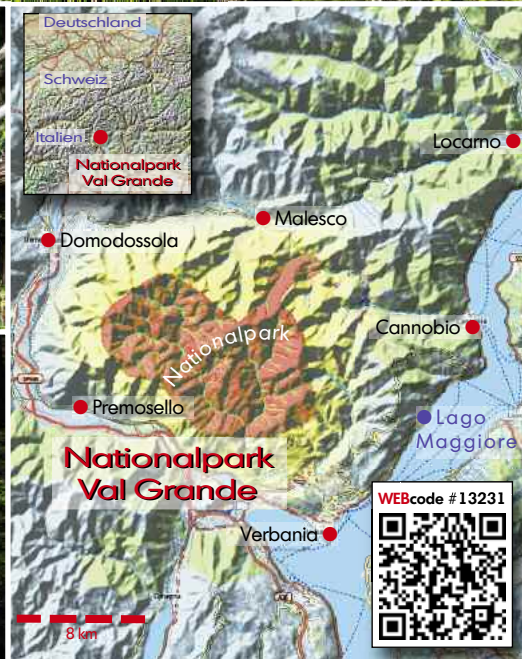 Deutschland
Schweiz
Italien
Nationalpark
Val Grande
Locarno
Malesco
Domodossola
Nationalpark
Cannobio
Premosello
Lago
Maggiore
Nationalpark
Val Grande
WEBcode #13231
Verbania
8 km